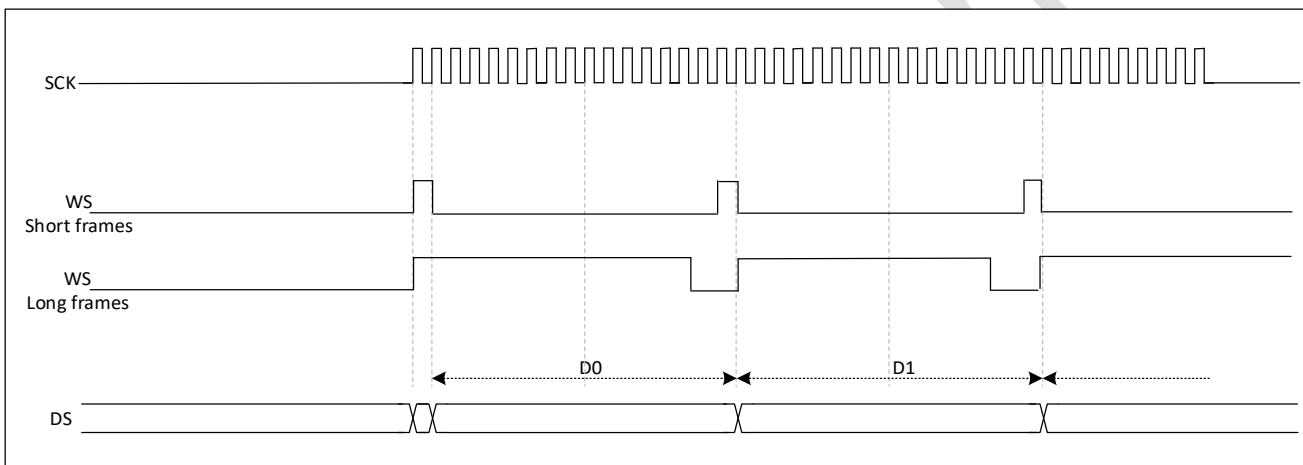 SCK
WS
Short frames
WS
Long frames
D0
D1
DS